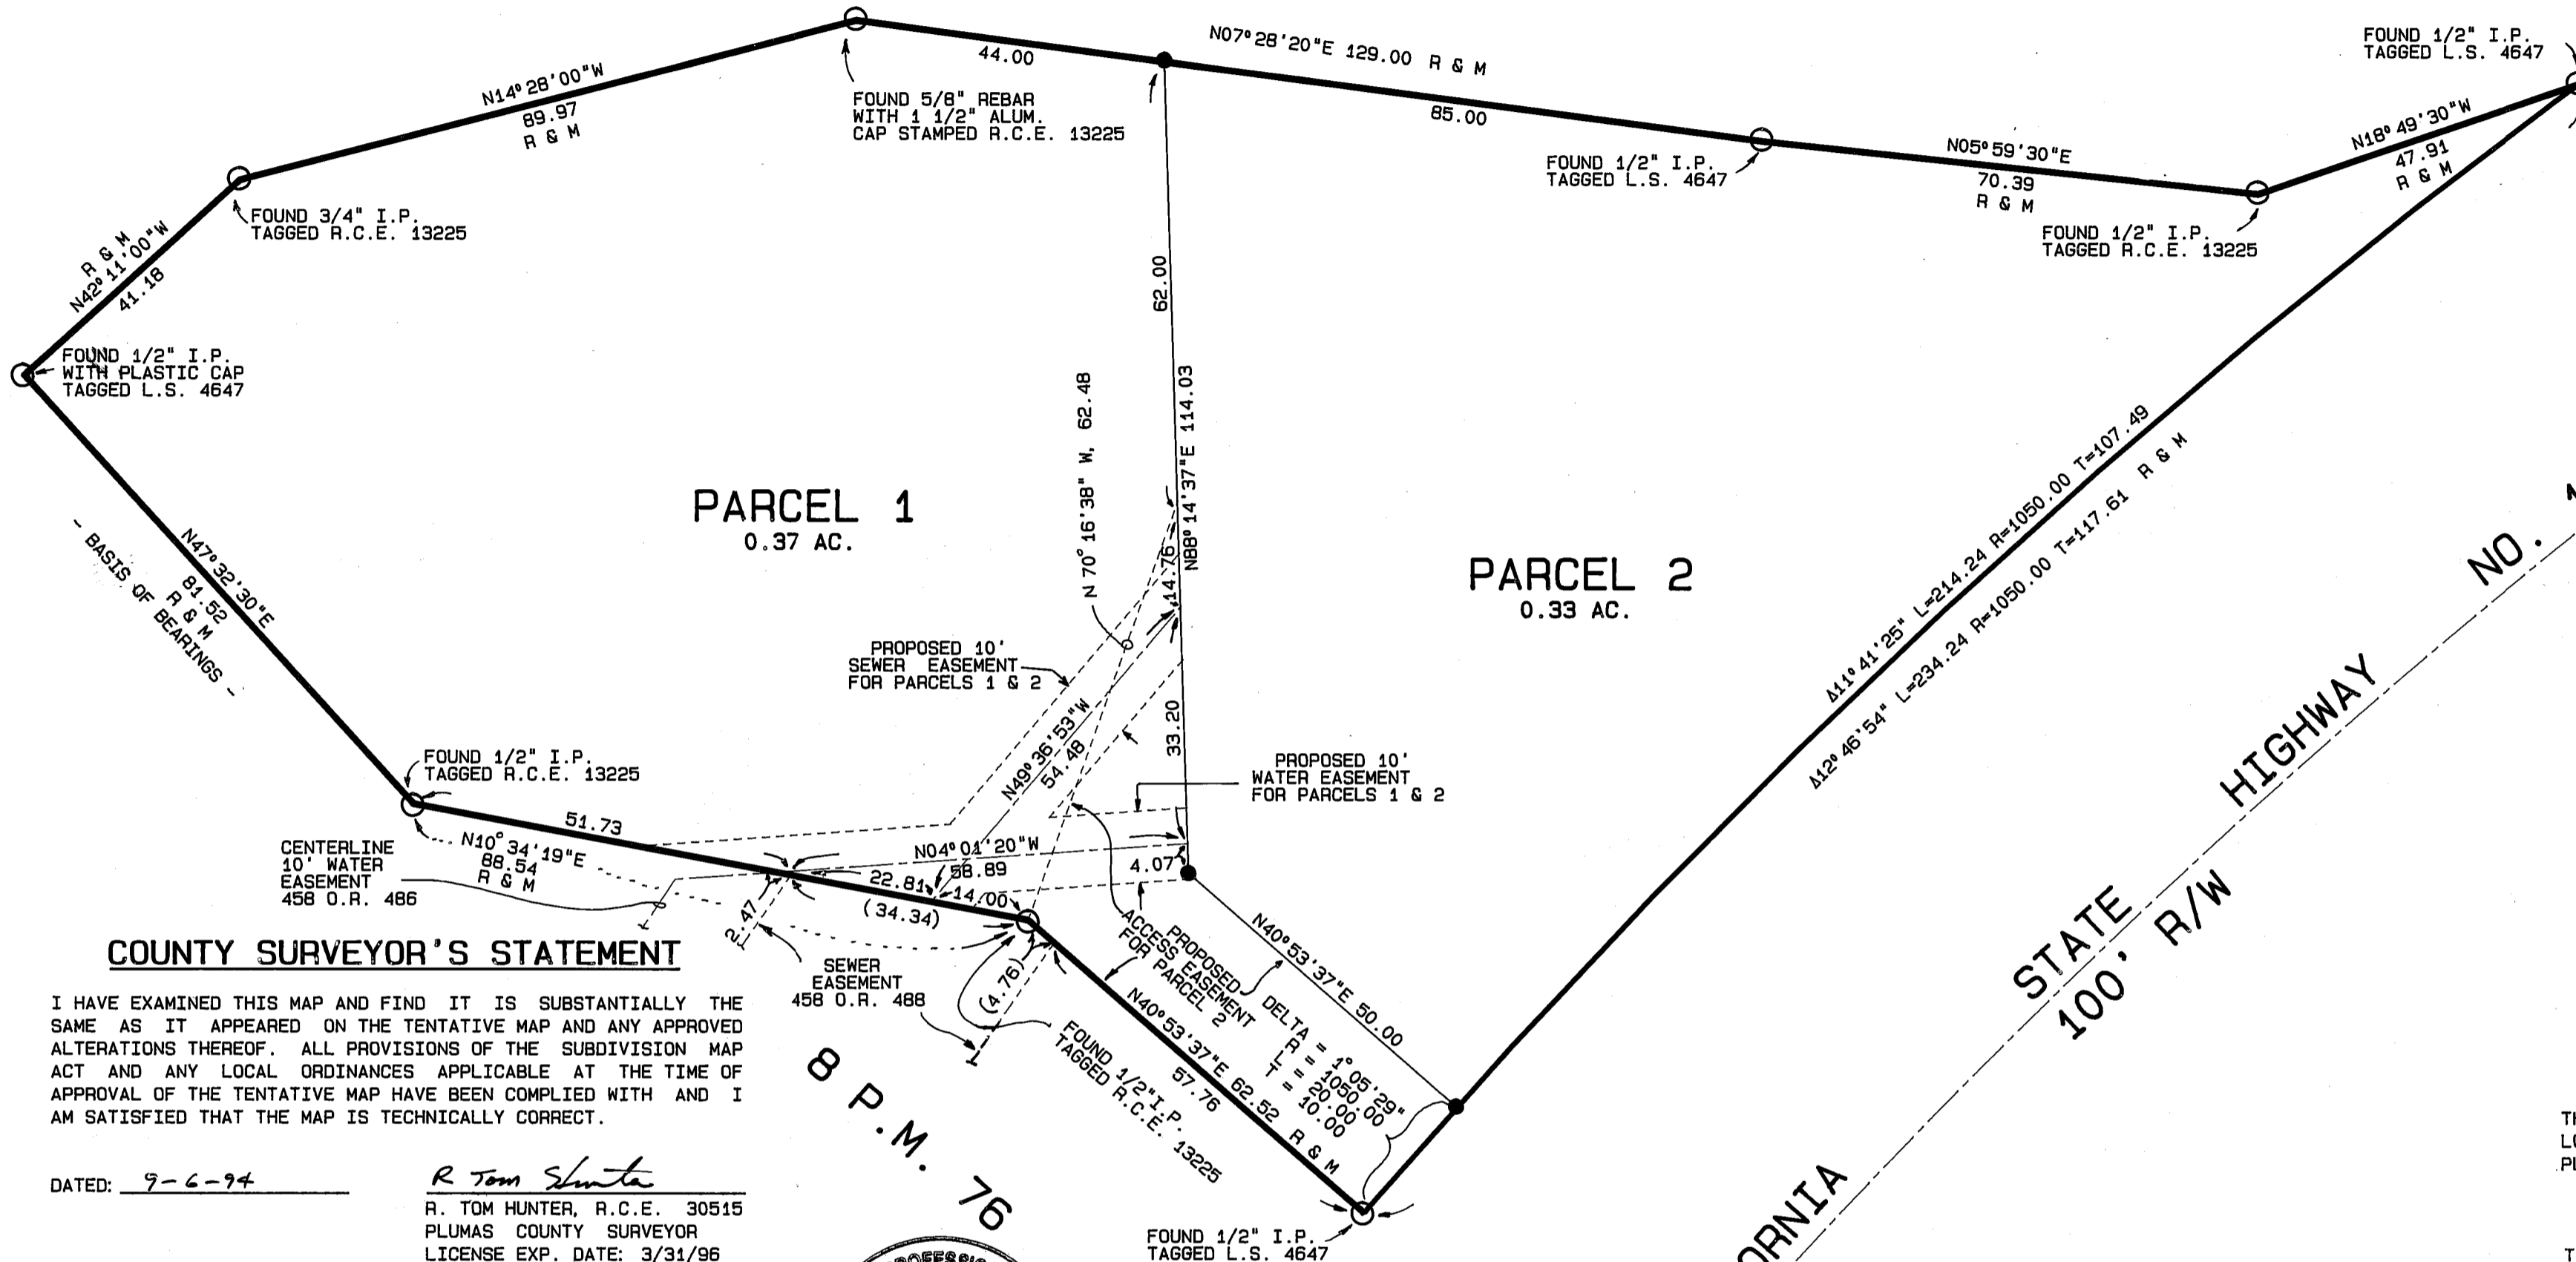 N14°28'00"W
89.97
R & M
44.00
N07°28'20"E 129.00 R & M
85.00
FOUND 5/8" REBAR
WITH 1 1/2" ALUM.
CAP STAMPED R.C.E. 13225
FOUND 1/2" I.P.
TAGGED L.S. 4647
N18°49'30"W
47.91
R & M
N05°59'30"E
70.39
R & M
FOUND 1/2" I.P.
TAGGED L.S. 4647
FOUND 1/2" I.P.
TAGGED R.C.E. 13225
FOUND 3/4" I.P.
TAGGED R.C.E. 13225
R & M
N42°11'00"W
41.18
FOUND 1/2" I.P.
WITH PLASTIC CAP
TAGGED L.S. 4647
62.00
N88°14'37"E 114.03
N 70°16'38" W, 62.48
14.76
33.20
PARCEL 1
0.37 AC.
PARCEL 2
0.33 AC.
N47°32'30"E
81.52
R & M
- BASIS OF BEARINGS -
PROPOSED 10'
SEWER EASEMENT
FOR PARCELS 1 & 2
N49°36'53"W
54.48
PROPOSED 10'
WATER EASEMENT
FOR PARCELS 1 & 2
Δ11°41'25" L=214.24 R=1050.00 T=107.49
Δ12°46'54" L=234.24 R=1050.00 T=117.61 R & M
NO.
HIGHWAY
STATE
100' R/W
ORNIA
FOUND 1/2" I.P.
TAGGED R.C.E. 13225
51.73
N10°34'19"E
88.54
R & M
CENTERLINE
10' WATER
EASEMENT
458 O.R. 486
N04°01'20"W
58.89
4.07
22.81
14.00
(34.34)
2.47
SEWER
EASEMENT
458 O.R. 488
(4.76)
PROPOSED
ACCESS EASEMENT
FOR PARCEL 2
N40°53'37"E 50.00
DELTA = 1°05'29"
R = 1050.00
L = 20.00
T = 10.00
N40°53'37"E 62.52 R & M
57.76
FOUND 1/2"I.P.
TAGGED R.C.E. 13225
FOUND 1/2" I.P.
TAGGED L.S. 4647
8 P.M. 76
COUNTY SURVEYOR'S STATEMENT
I HAVE EXAMINED THIS MAP AND FIND IT IS SUBSTANTIALLY THE
SAME AS IT APPEARED ON THE TENTATIVE MAP AND ANY APPROVED
ALTERATIONS THEREOF. ALL PROVISIONS OF THE SUBDIVISION MAP
ACT AND ANY LOCAL ORDINANCES APPLICABLE AT THE TIME OF
APPROVAL OF THE TENTATIVE MAP HAVE BEEN COMPLIED WITH AND I
AM SATISFIED THAT THE MAP IS TECHNICALLY CORRECT.
DATED: 9-6-94
R Tom Hunter
R. TOM HUNTER, R.C.E. 30515
PLUMAS COUNTY SURVEYOR
LICENSE EXP. DATE: 3/31/96